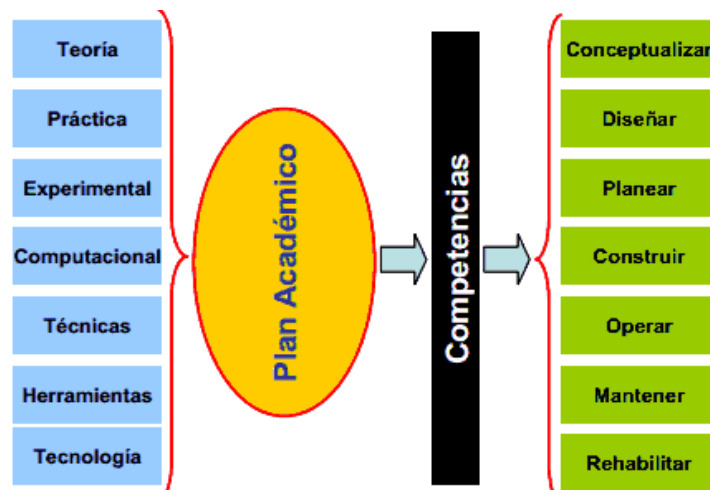 Teoría
Práctica
Experimental
Computacional
Técnicas
Herramientas
Tecnología
Plan Académico
Competencias
Conceptualizar
Diseñar
Planear
Construir
Operar
Mantener
Rehabilitar